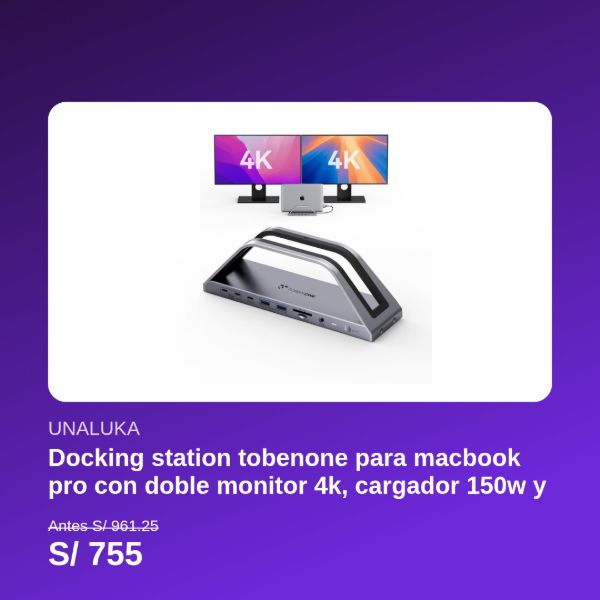 4K 4K
UNALUKA
Docking station tobenone para macbook
pro con doble monitor 4k, cargador 150w y
Antes S/ 961.25
S/ 755